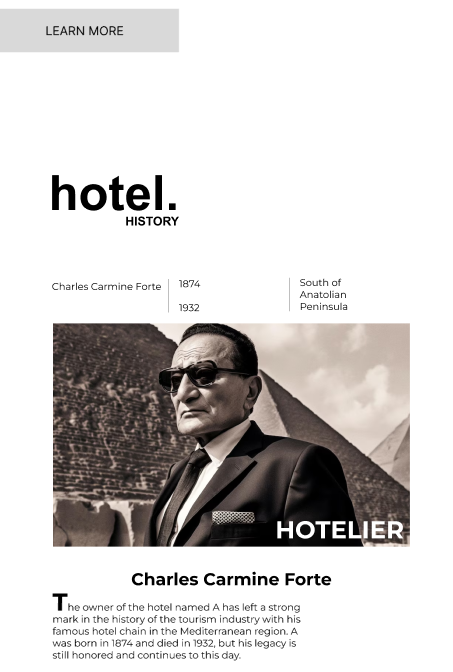 LEARN MORE
hotel.
HISTORY
Charles Carmine Forte
1874
1932
South of
Anatolian
Peninsula
HOTELIER
Charles Carmine Forte
The owner of the hotel named A has left a strong
mark in the history of the tourism industry with his
famous hotel chain in the Mediterranean region. A
was born in 1874 and died in 1932, but his legacy is
still honored and continues to this day.